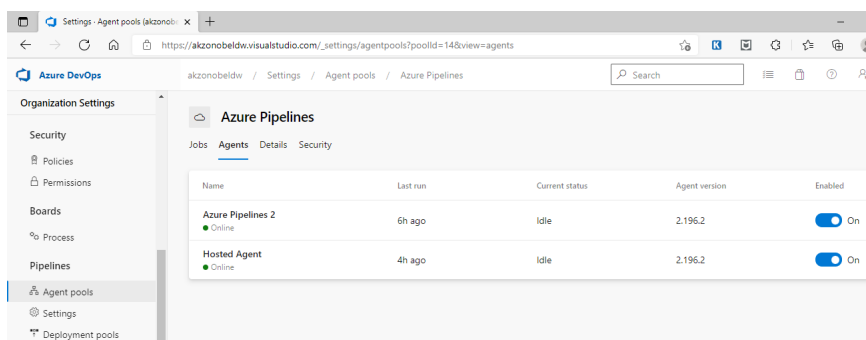 Settings · Agent pools (akzonobe
https://akzonobeldw.visualstudio.com/_settings/agentpools?poolId=14&view=agents
Azure DevOps
akzonobeldw / Settings / Agent pools / Azure Pipelines
Search
Organization Settings
Azure Pipelines
Security
Jobs Agents Details Security
Policies
Permissions
Name Last run Current status Agent version Enabled
Boards
Azure Pipelines 2 6h ago Idle 2.196.2 On
Online
Process
Hosted Agent 4h ago Idle 2.196.2 On
Online
Pipelines
Agent pools
Settings
Deployment pools